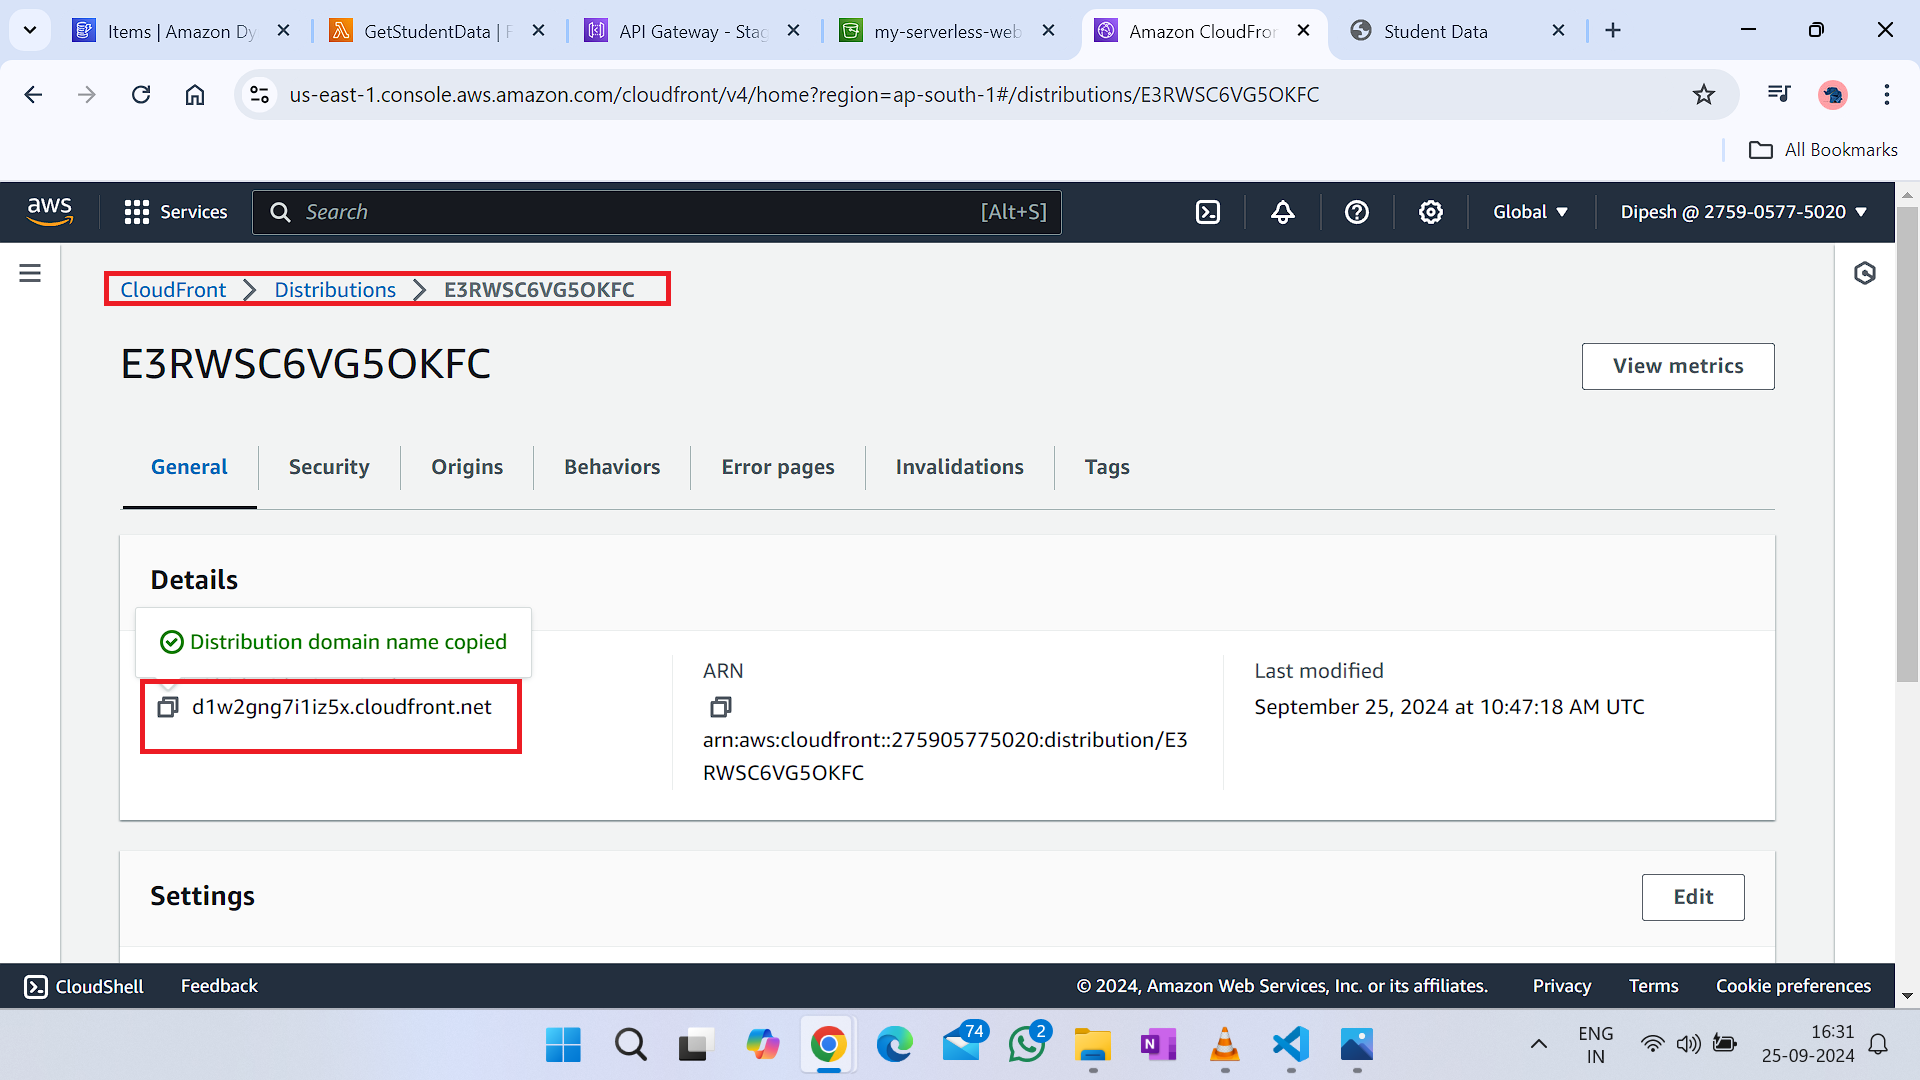 Items | Amazon Dy
GetStudentData | F
API Gateway - Stag
my-serverless-web
Amazon CloudFron
Student Data
us-east-1.console.aws.amazon.com/cloudfront/v4/home?region=ap-south-1#/distributions/E3RWSC6VG5OKFC
All Bookmarks
aws
Services
Search
[Alt+S]
Global
Dipesh @ 2759-0577-5020
CloudFront
Distributions
E3RWSC6VG5OKFC
E3RWSC6VG5OKFC
View metrics
General
Security
Origins
Behaviors
Error pages
Invalidations
Tags
Details
Distribution domain name copied
d1w2gng7i1iz5x.cloudfront.net
ARN
arn:aws:cloudfront::275905775020:distribution/E3
RWSC6VG5OKFC
Last modified
September 25, 2024 at 10:47:18 AM UTC
Settings
Edit
CloudShell
Feedback
© 2024, Amazon Web Services, Inc. or its affiliates.
Privacy
Terms
Cookie preferences
74
2
N
ENG
IN
16:31
25-09-2024